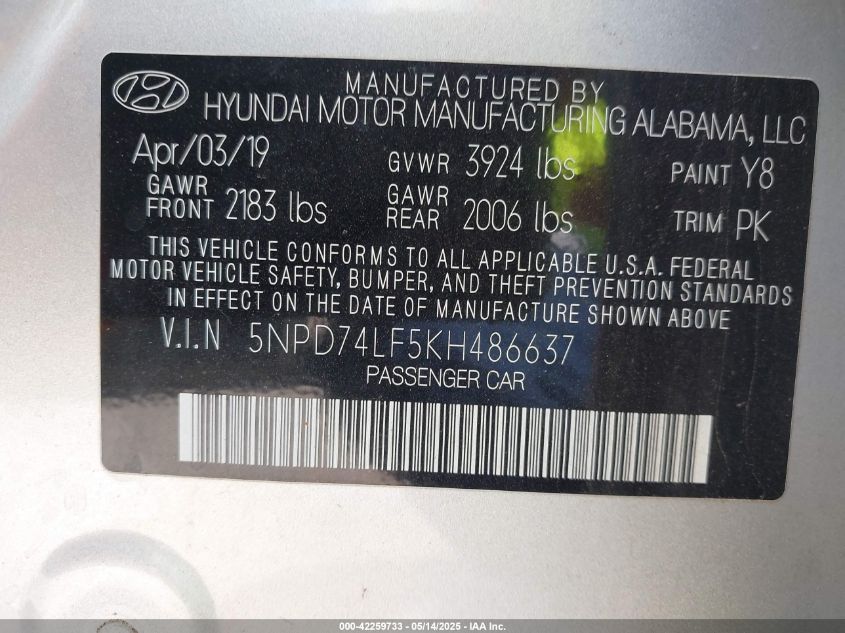 MANUFACTURED BY
HYUNDAI MOTOR MANUFACTURING ALABAMA, LLC
Apr/03/19 GVWR 3924 lbs PAINT Y8
GAWR FRONT 2183 lbs GAWR REAR 2006 lbs TRIM PK
THIS VEHICLE CONFORMS TO ALL APPLICABLE U.S.A. FEDERAL
MOTOR VEHICLE SAFETY, BUMPER, AND THEFT PREVENTION STANDARDS
IN EFFECT ON THE DATE OF MANUFACTURE SHOWN ABOVE
V.I.N 5NPD74LF5KH486637
PASSENGER CAR
000-42259733 - 05/14/2025 - IAA Inc.